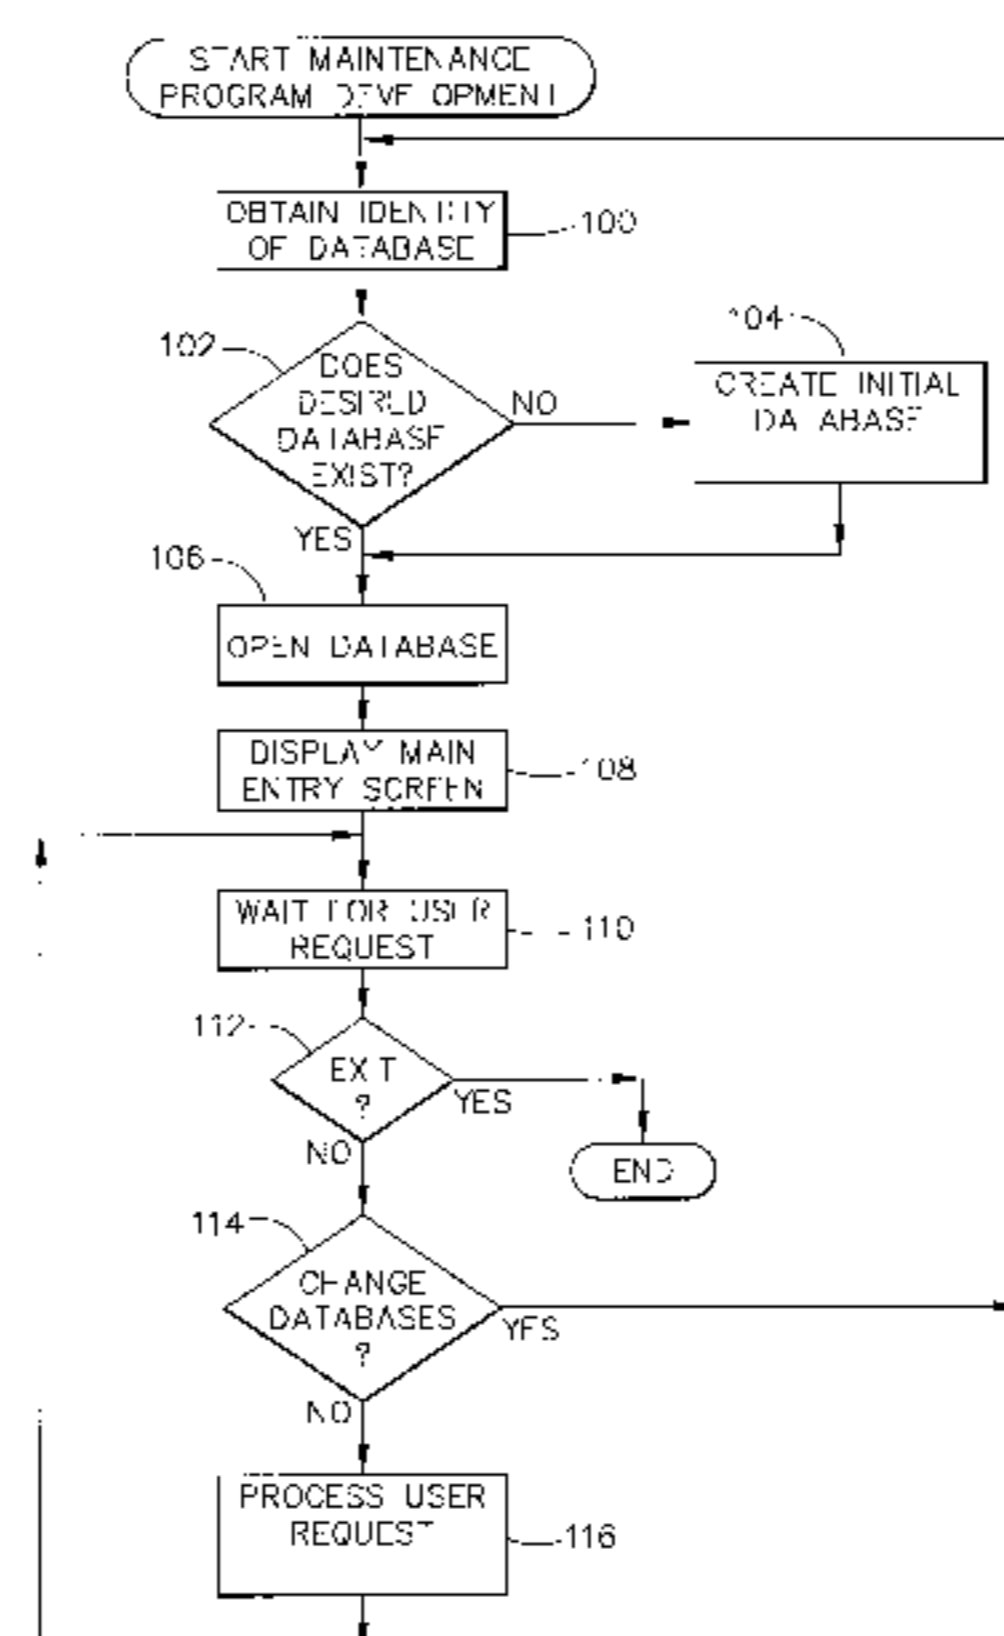 START MAINTENANCE
PROGRAM DEVELOPMENT
OBTAIN IDENTITY
OF DATABASE
100
102
DOES
DESIRED
DATABASE
EXIST?
NO
104
CREATE INITIAL
DATABASE
YES
106
OPEN DATABASE
DISPLAY MAIN
ENTRY SCREEN
108
WAIT FOR USER
REQUEST
110
112
EXIT
?
YES
NO
END
114
CHANGE
DATABASES
?
YES
NO
PROCESS USER
REQUEST
116